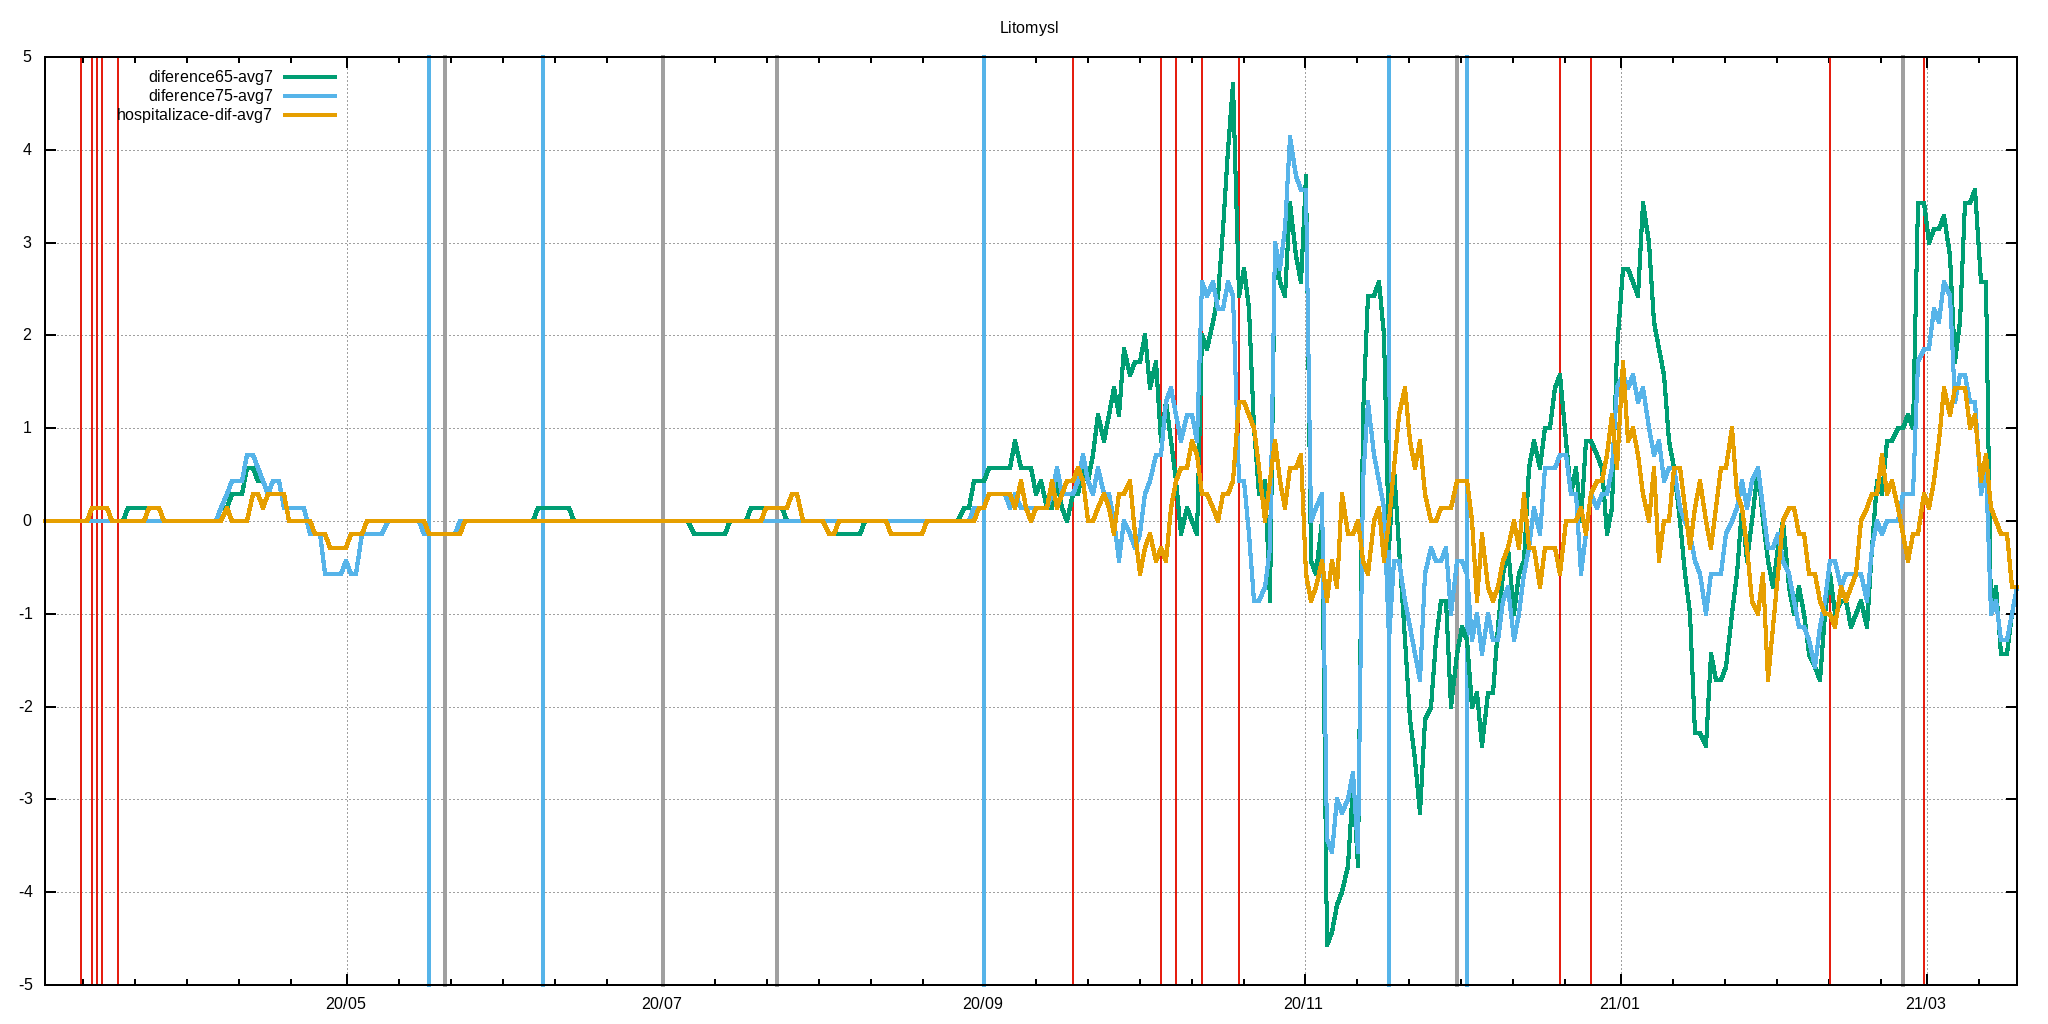 Litomysl
5
diference65-avg7
diference75-avg7
hospitalizace-dif-avg7
4
3
2
1
0
-1
-2
-3
-4
-5
20/05 20/07 20/09 20/11 21/01 21/03